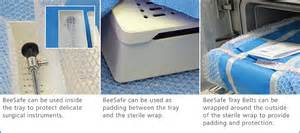 BeeSafe can be used inside
the tray to protect delicate
surgical instruments.
BeeSafe can be used as
padding between the tray
and the sterile wrap.
BeeSafe Tray Belts can be
wrapped around the outside
of the sterile wrap to provide
padding and protection.